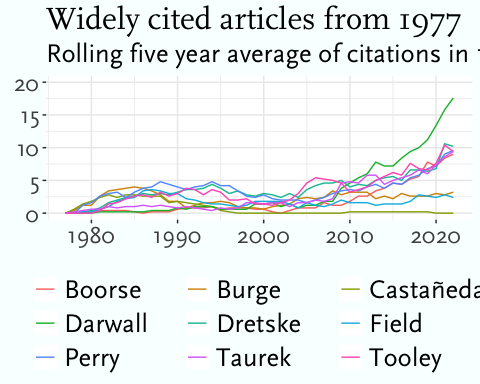 Widely cited articles from 1977
Rolling five year average of citations in
20
15
10
5
0
1980 1990 2000 2010 2020
Boorse Burge Castañeda
Darwall Dretske Field
Perry Taurek Tooley